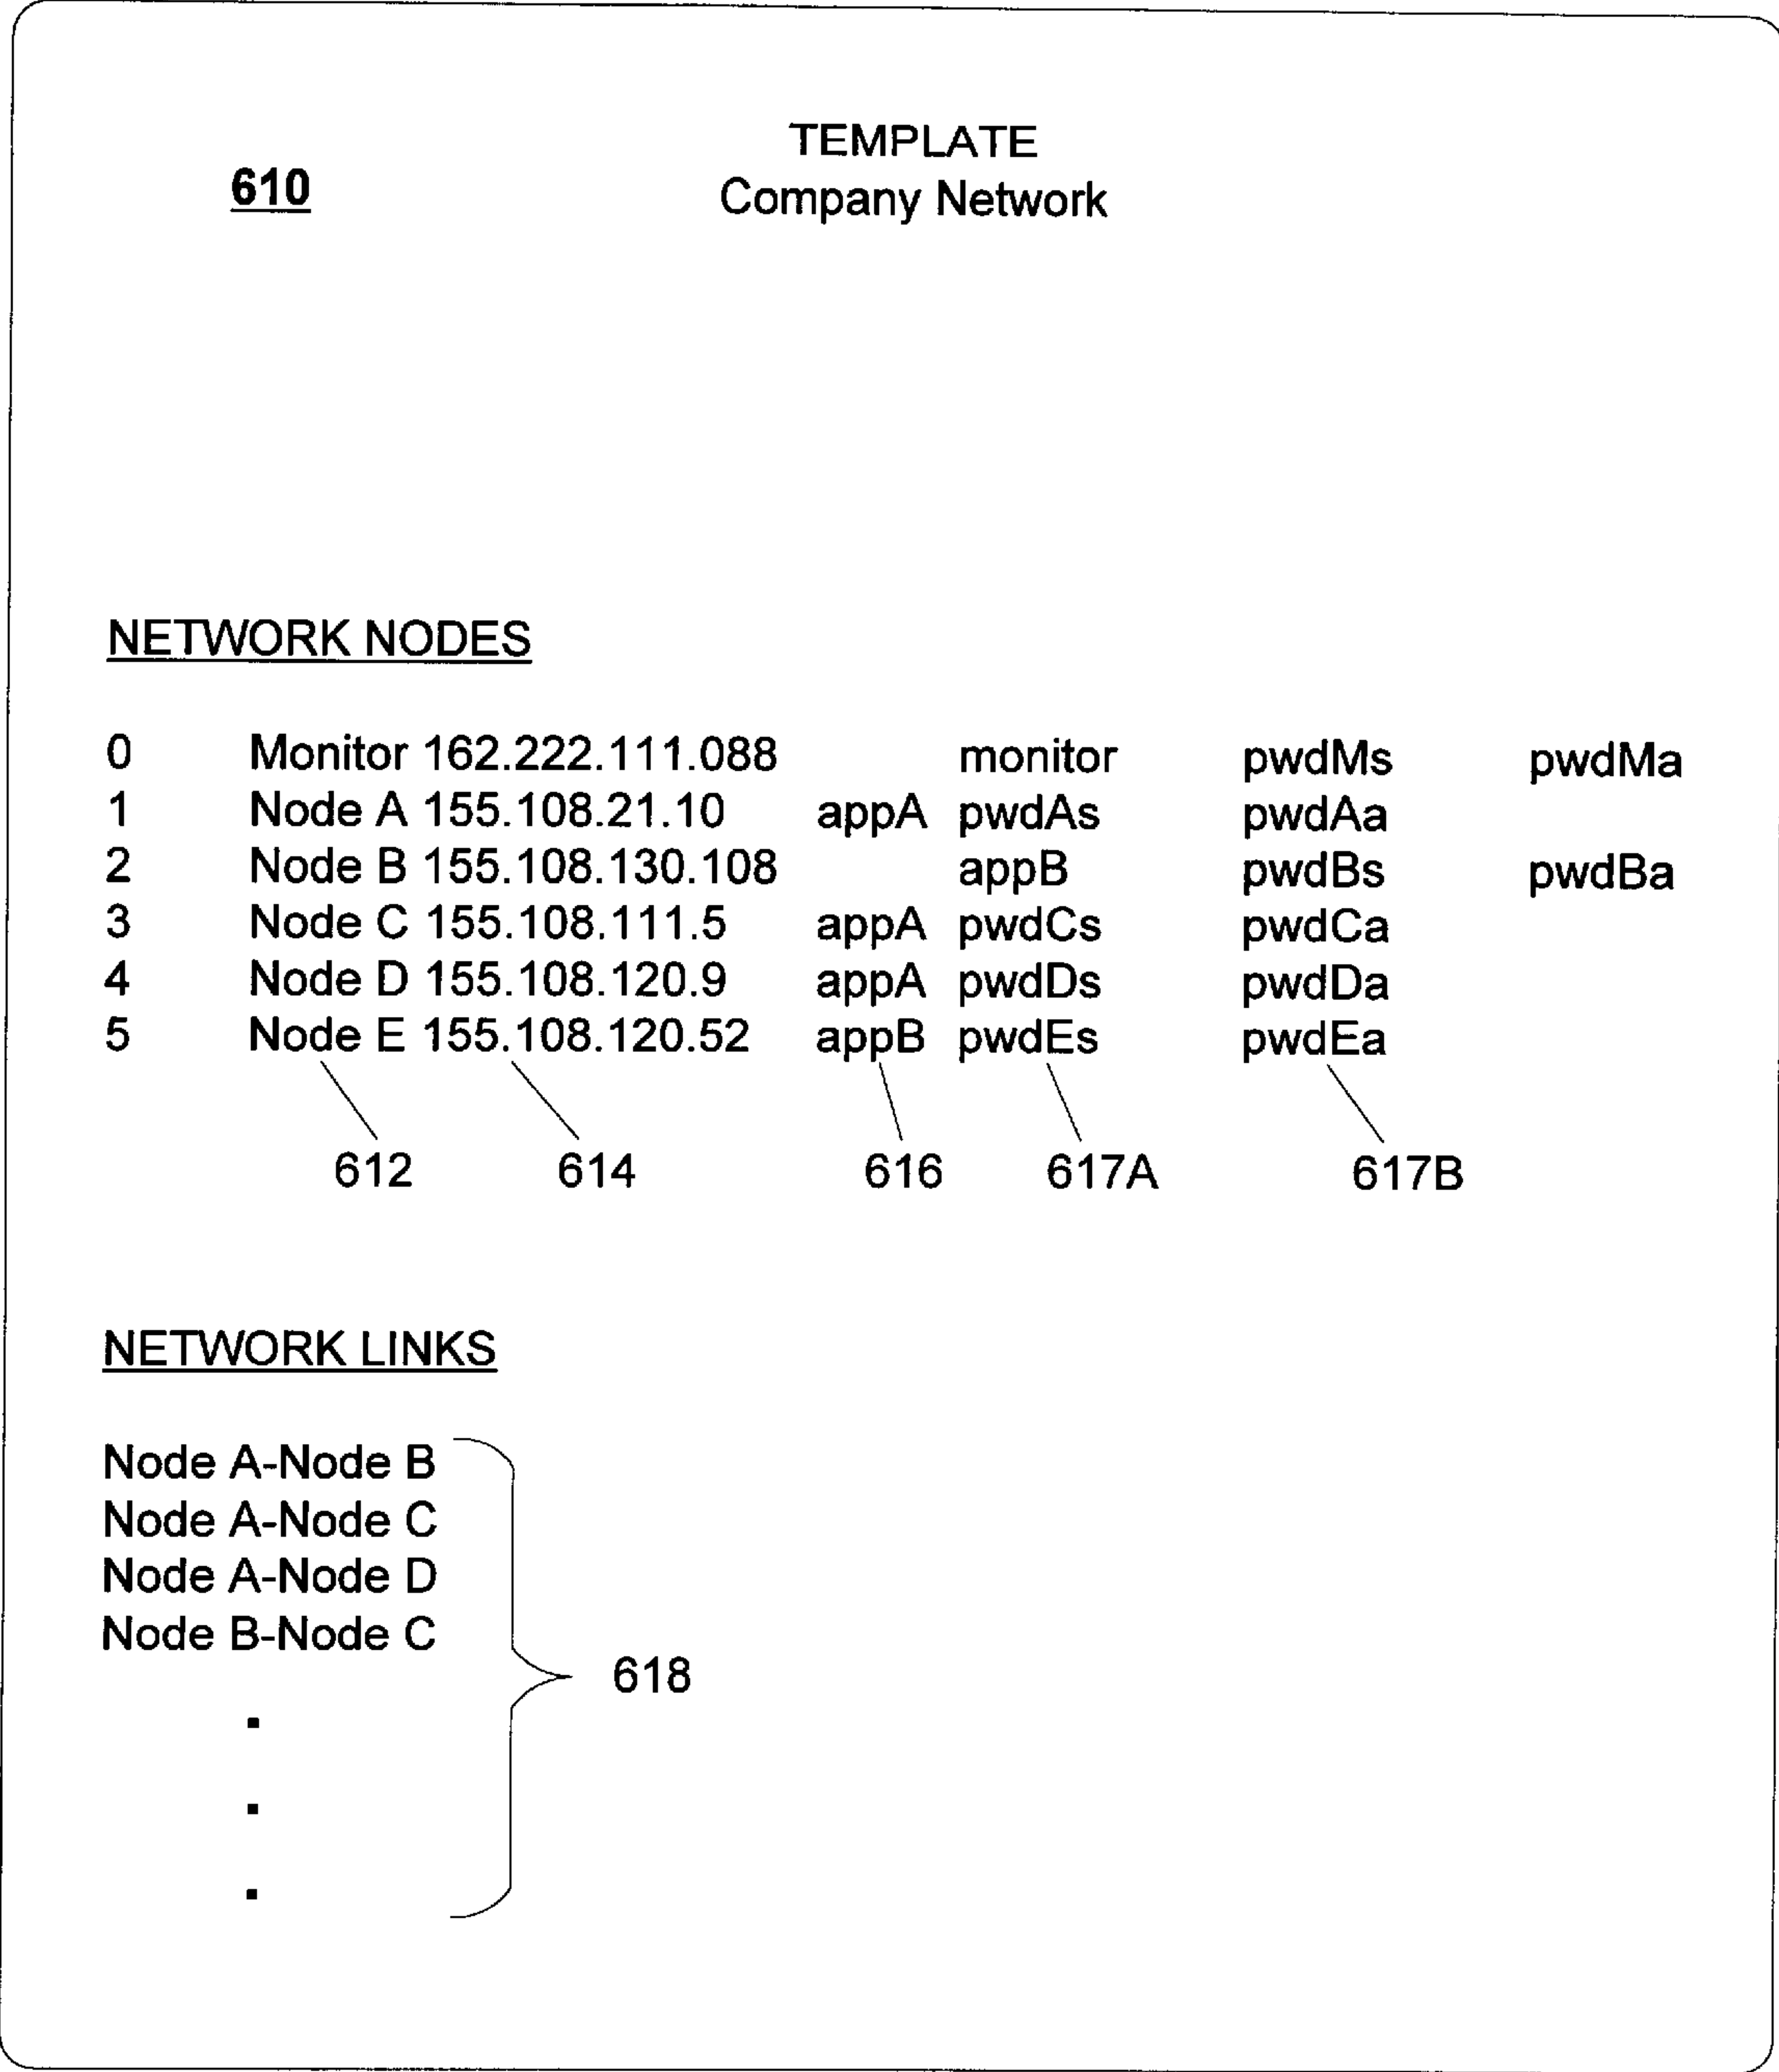 TEMPLATE
610 Company Network
NETWORK NODES
0 Monitor 162.222.111.088 monitor pwdMs pwdMa
1 Node A 155.108.21.10 appA pwdAs pwdAa
2 Node B 155.108.130.108 appB pwdBs pwdBa
3 Node C 155.108.111.5 appA pwdCs pwdCa
4 Node D 155.108.120.9 appA pwdDs pwdDa
5 Node E 155.108.120.52 appB pwdEs pwdEa
612 614 616 617A 617B
NETWORK LINKS
Node A-Node B
Node A-Node C
Node A-Node D
Node B-Node C
618
.
.
.